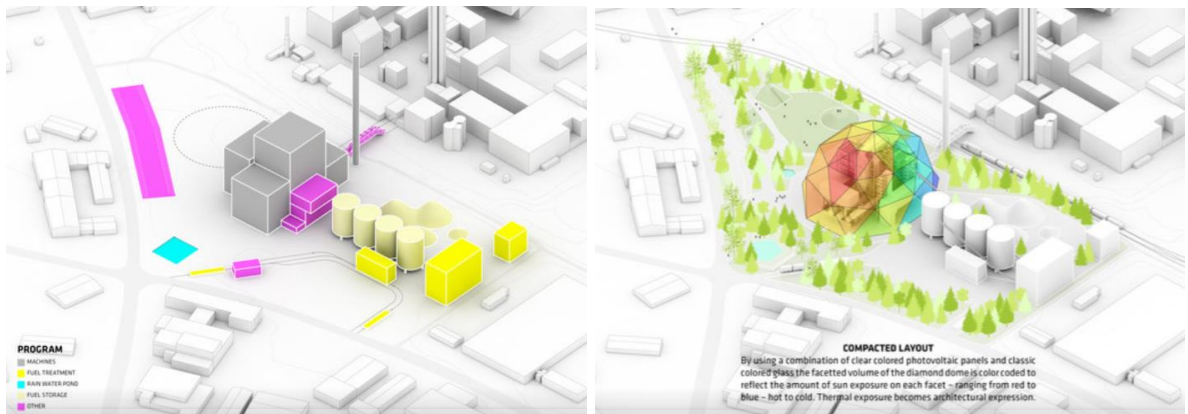 PROGRAM
MACHINES
FUEL TREATMENT
RAIN WATER POND
FUEL STORAGE
OTHER
COMPACTED LAYOUT
By using a combination of clear colored photovoltaic panels and classic
colored glass the facetted volume of the diamond dome is color coded to
reflect the amount of sun exposure on each facet – ranging from red to
blue – hot to cold. Thermal exposure becomes architectural expression.